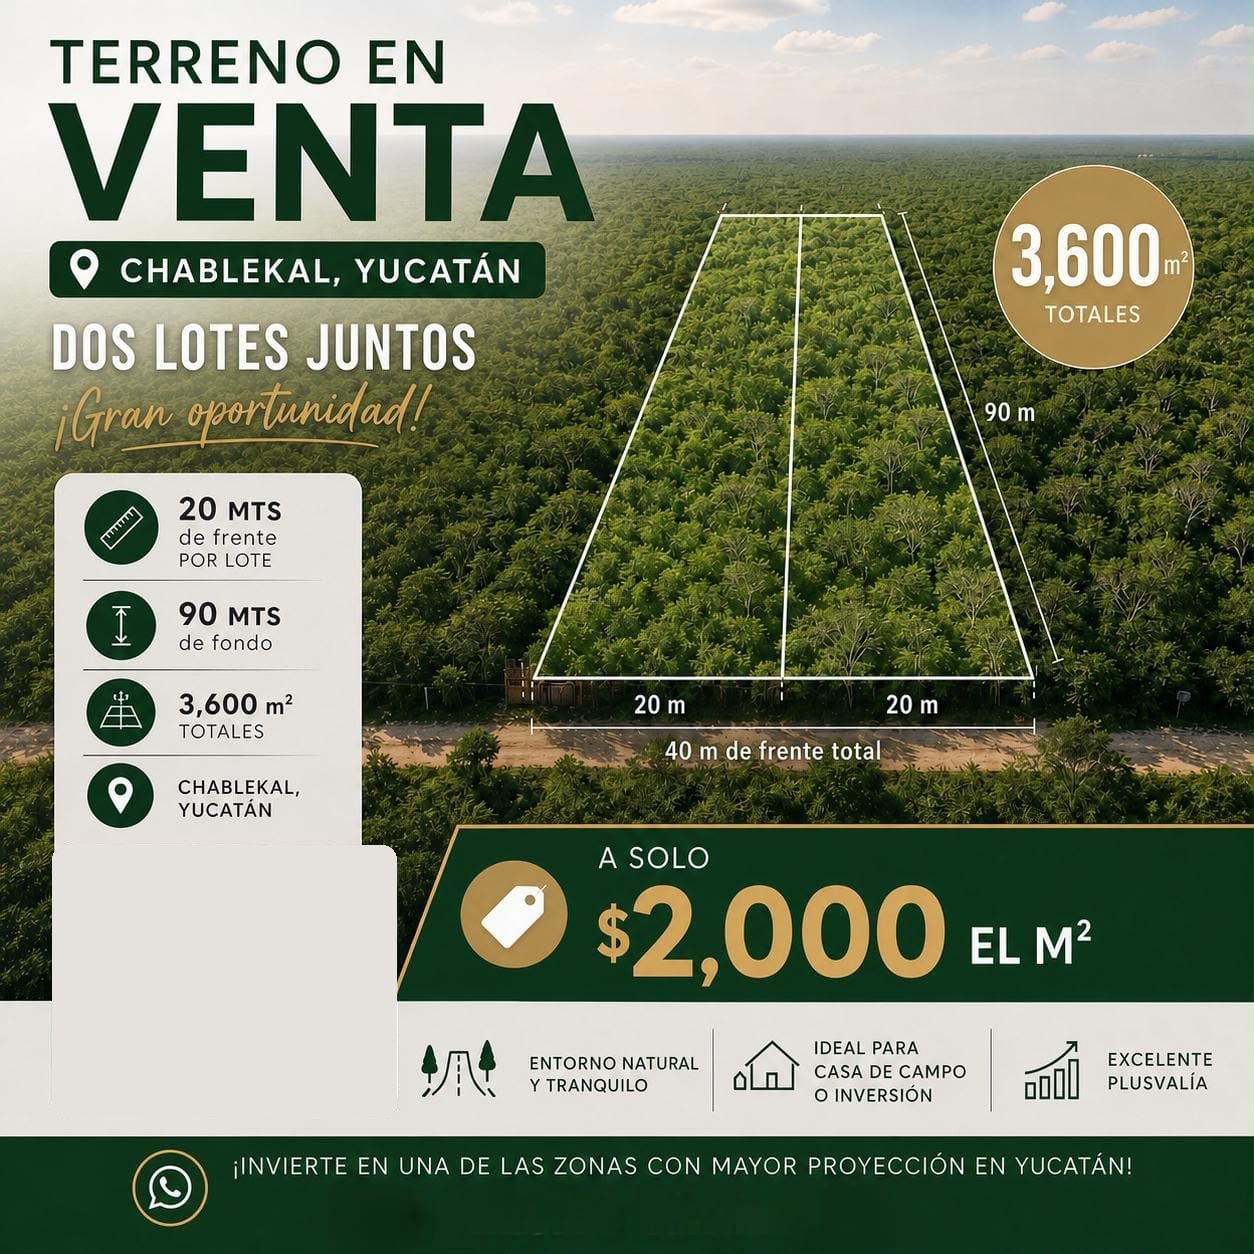 TERRENO EN
VENTA
CHABLEKAL, YUCATÁN
DOS LOTES JUNTOS
¡Gran oportunidad!
3,600 m²
TOTALES
90 m
20 m
20 m
40 m de frente total
20 MTS
de frente
POR LOTE
90 MTS
de fondo
3,600 m²
TOTALES
CHABLEKAL,
YUCATÁN
A SOLO
$2,000 EL M²
ENTORNO NATURAL
Y TRANQUILO
IDEAL PARA
CASA DE CAMPO
O INVERSIÓN
EXCELENTE
PLUSVALÍA
¡INVIERTE EN UNA DE LAS ZONAS CON MAYOR PROYECCIÓN EN YUCATÁN!